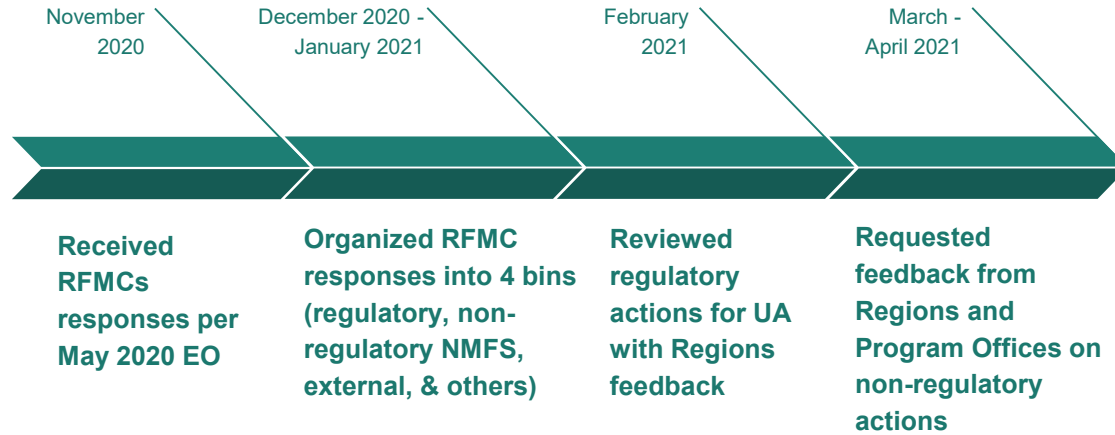 November
2020
December 2020 -
January 2021
February
2021
March -
April 2021
Received
RFMCs
responses per
May 2020 EO
Organized RFMC
responses into 4 bins
(regulatory, non-
regulatory NMFS,
external, & others)
Reviewed
regulatory
actions for UA
with Regions
feedback
Requested
feedback from
Regions and
Program Offices on
non-regulatory
actions